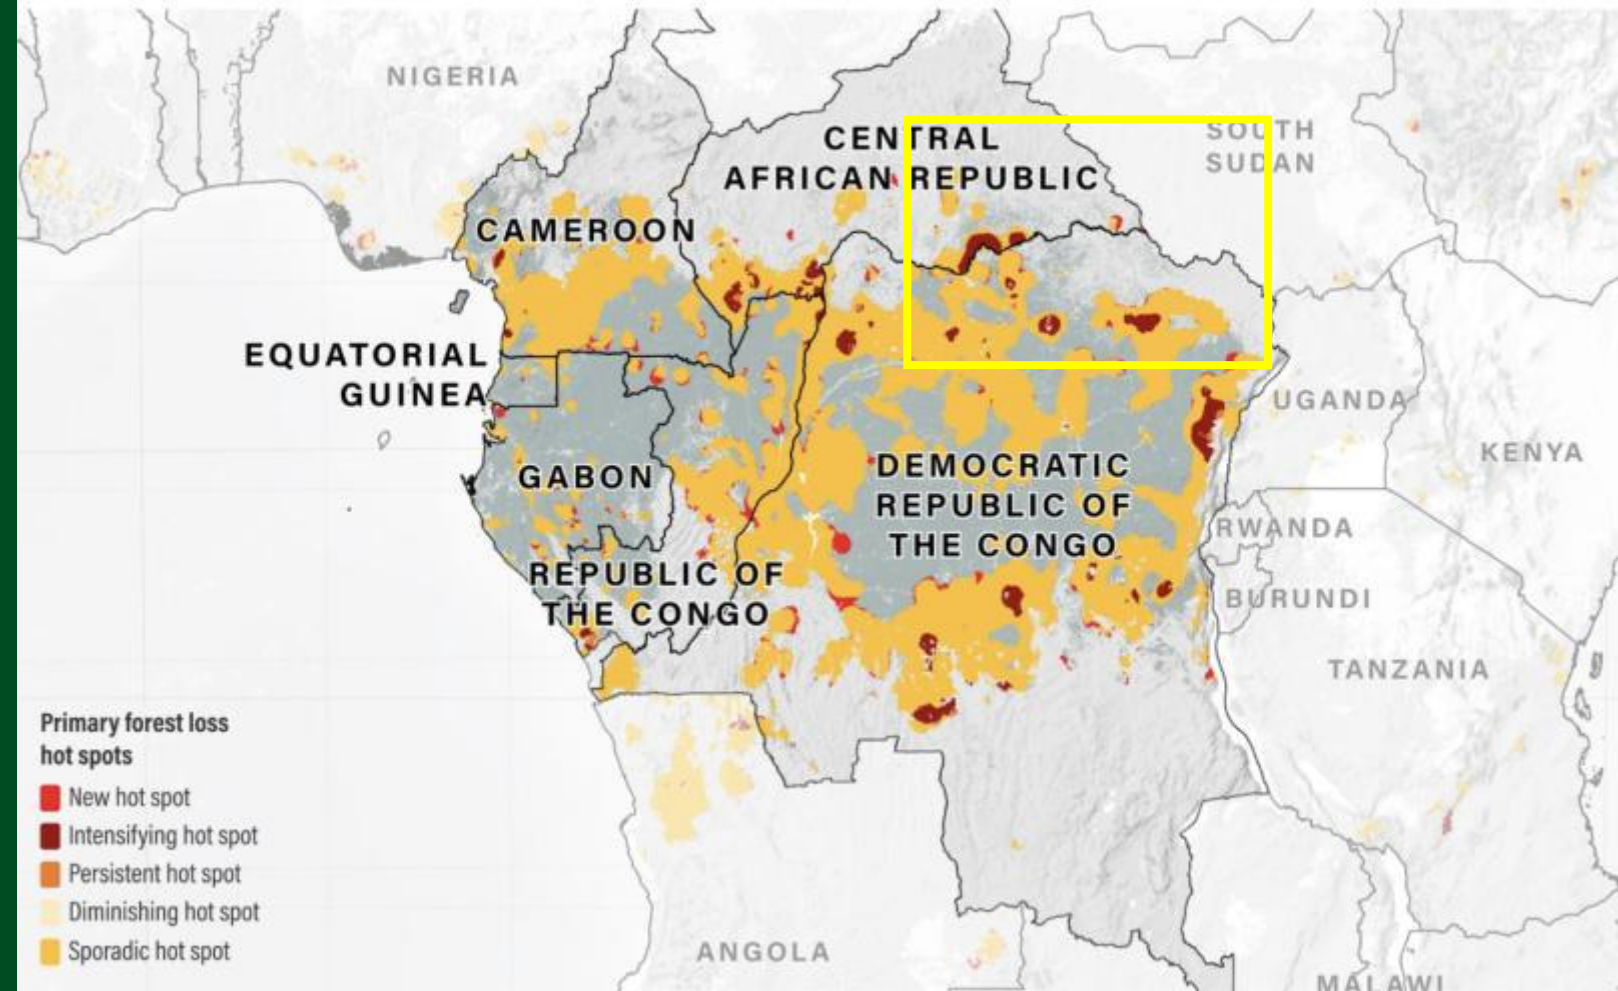 NIGERIA
CENTRAL
AFRICAN REPUBLIC
SOUTH
SUDAN
CAMEROON
EQUATORIAL
GUINEA
UGANDA
KENYA
GABON
DEMOCRATIC
REPUBLIC OF
THE CONGO
RWANDA
REPUBLIC OF
THE CONGO
BURUNDI
TANZANIA
Primary forest loss
hot spots
New hot spot
Intensifying hot spot
Persistent hot spot
Diminishing hot spot
Sporadic hot spot
ANGOLA
MALAWI